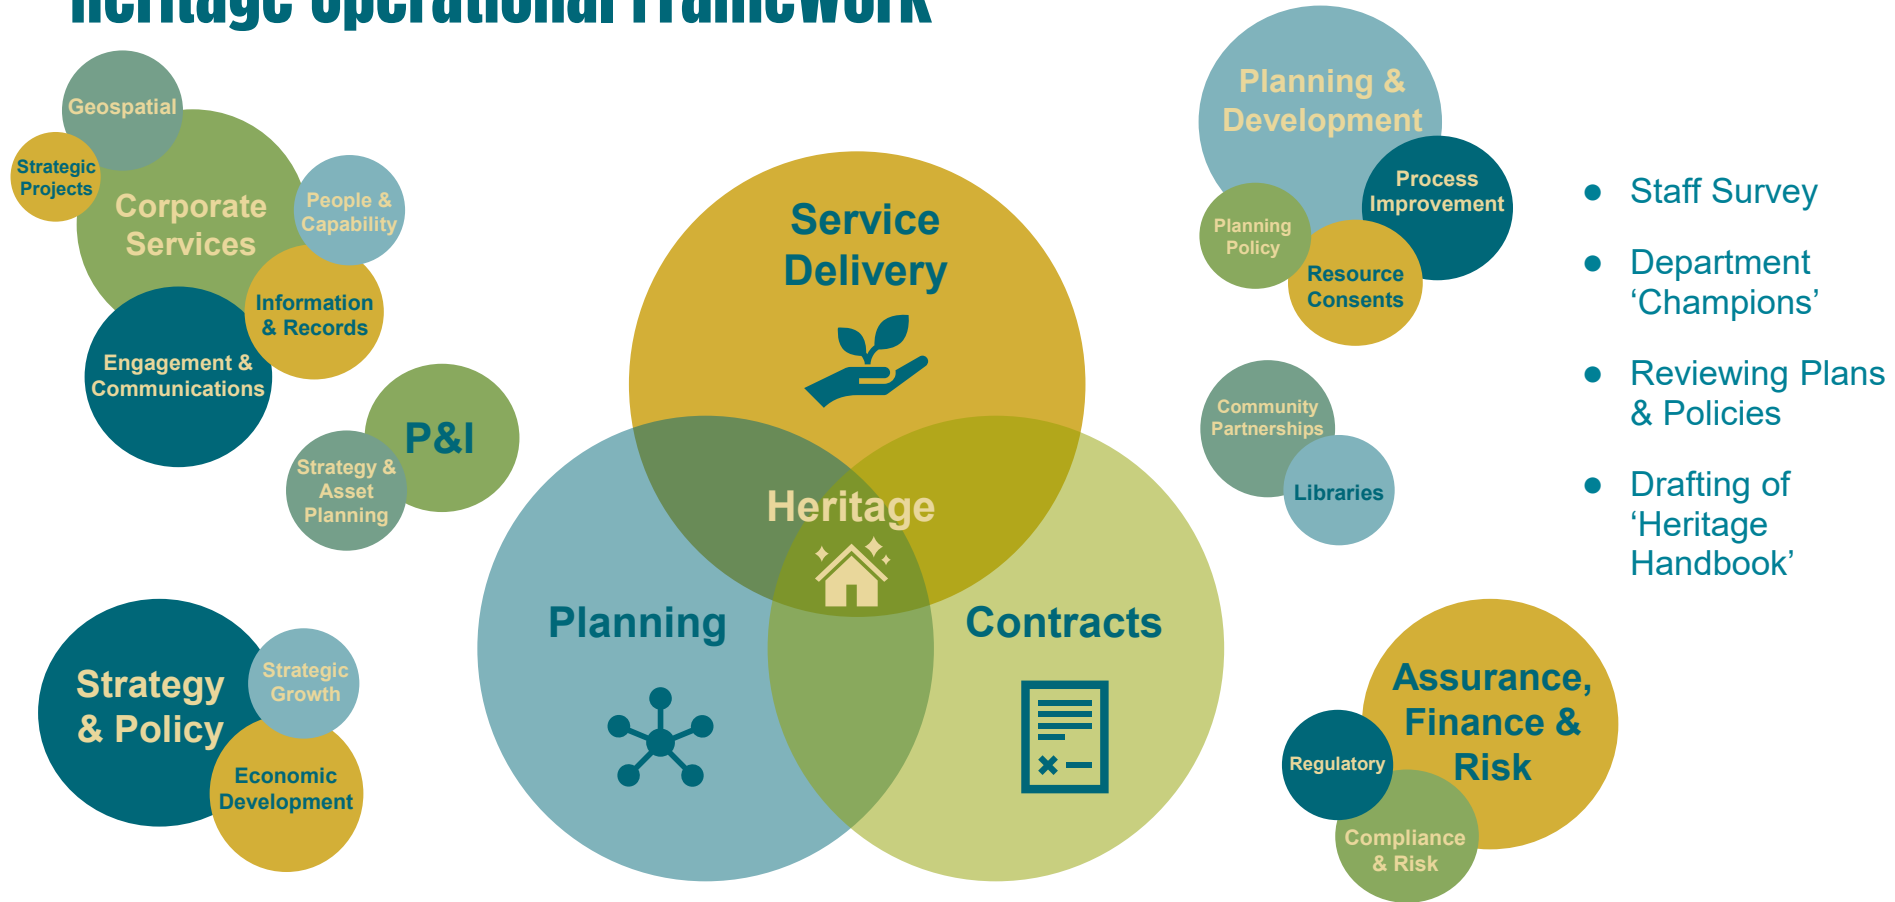 Heritage Operational Framework
Geospatial
Strategic
Projects
Corporate
Services
People &
Capability
Information
& Records
Engagement &
Communications
P&I
Strategy &
Asset
Planning
Strategy
& Policy
Strategic
Growth
Economic
Development
Service
Delivery
Heritage
Planning
Contracts
Planning &
Development
Process
Improvement
Planning
Policy
Resource
Consents
Community
Partnerships
Libraries
Assurance,
Finance &
Risk
Regulatory
Compliance
& Risk
● Staff Survey
● Department
‘Champions’
● Reviewing Plans
& Policies
● Drafting of
‘Heritage
Handbook’